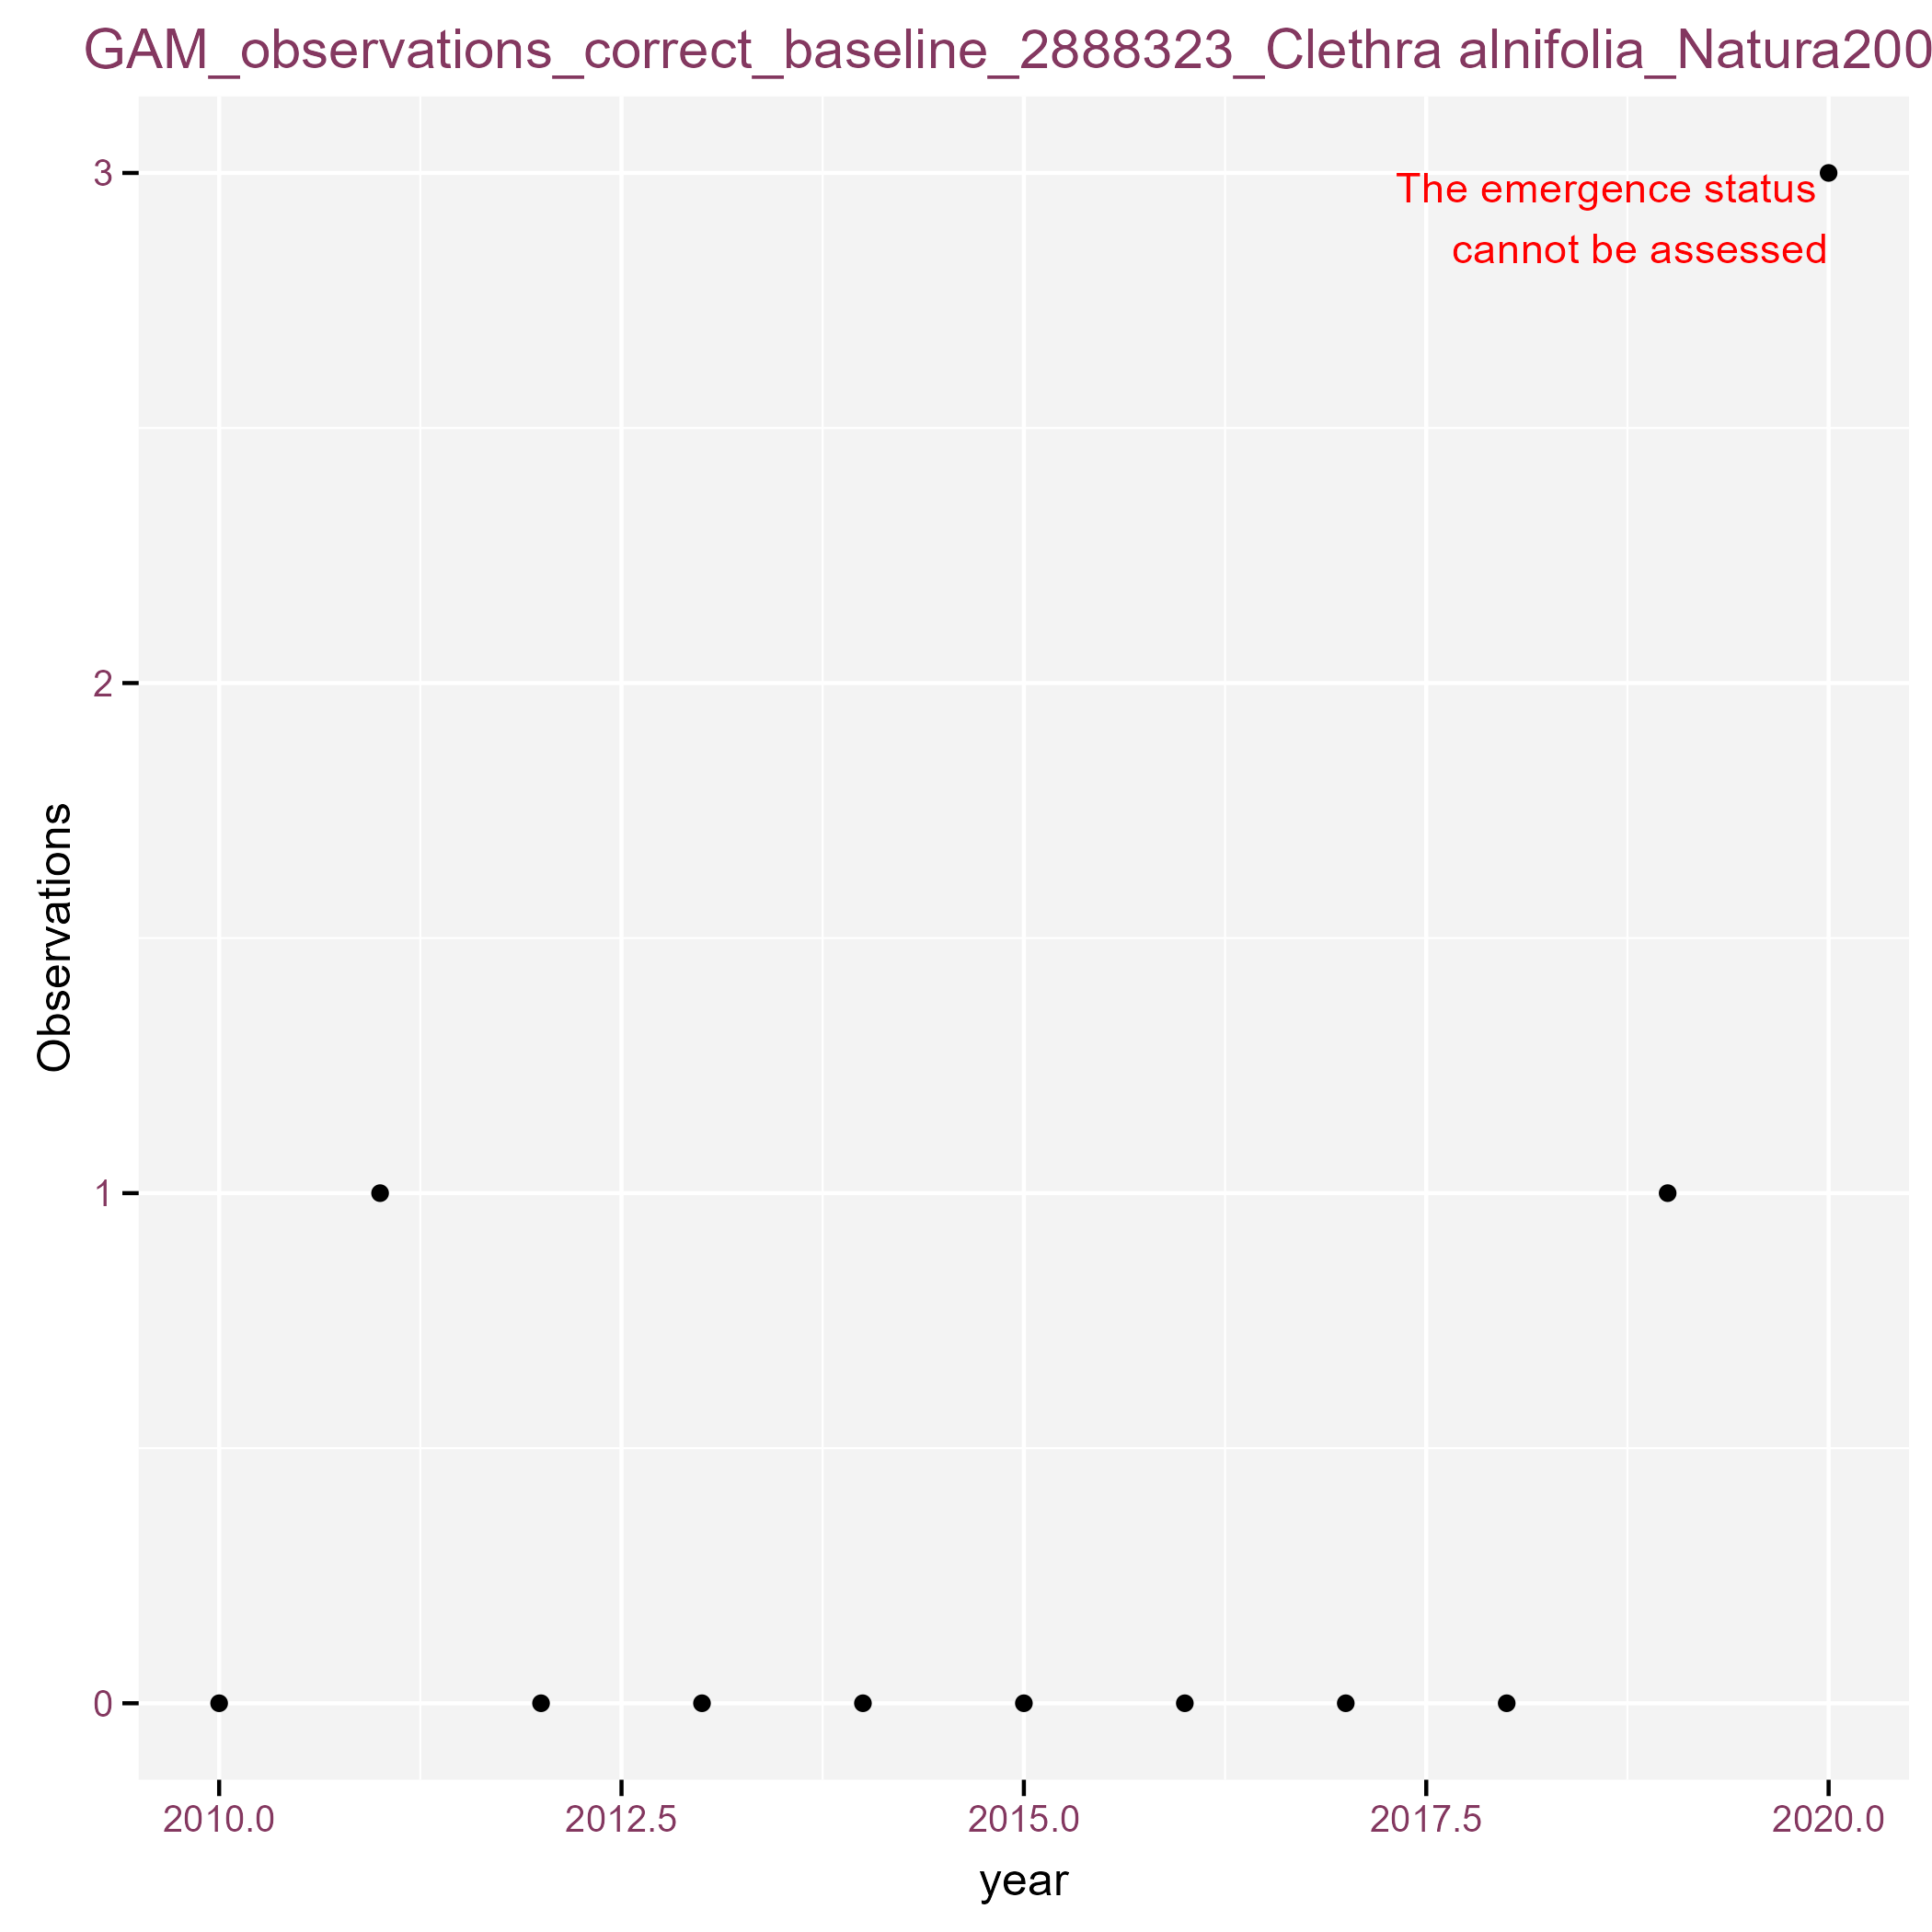 GAM_observations_correct_baseline_2888323_Clethra alnifolia_Natura200
3
The emergence status
cannot be assessed
2
Observations
1
0
2010.0 2012.5 2015.0 2017.5 2020.0
year